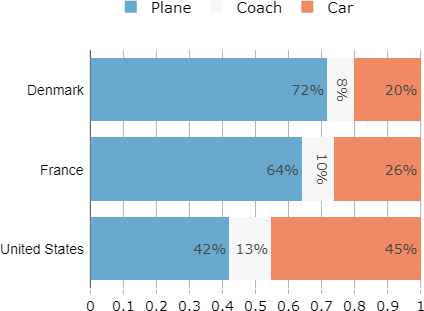 Plane Coach Car
Denmark 72% 8% 20%
France 64% 10% 26%
United States 42% 13% 45%
0 0.1 0.2 0.3 0.4 0.5 0.6 0.7 0.8 0.9 1